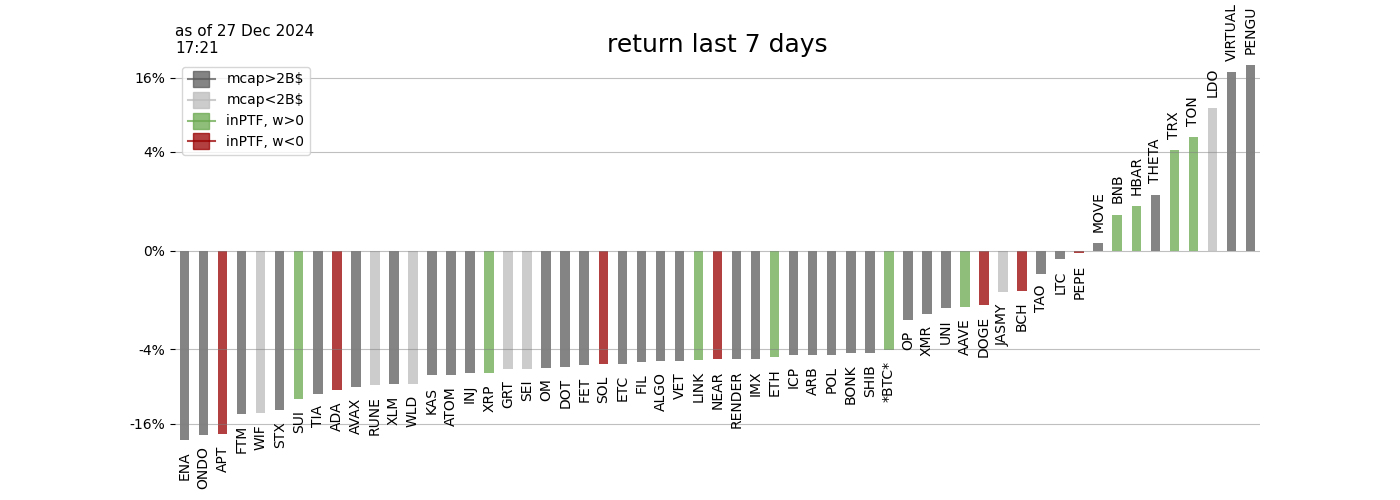 as of 27 Dec 2024
17:21
return last 7 days
mcap>2B$
mcap<2B$
inPTF, w>0
inPTF, w<0
16%
4%
0%
-4%
-16%
ENA
ONDO
APT
FTM
WIF
STX
SUI
TIA
ADA
AVAX
RUNE
XLM
WLD
KAS
ATOM
INJ
XRP
GRT
SEI
OM
DOT
FET
SOL
ETC
FIL
ALGO
VET
LINK
NEAR
RENDER
IMX
ETH
ICP
ARB
POL
BONK
SHIB
*BTC*
OP
XMR
UNI
AAVE
DOGE
JASMY
BCH
TAO
LTC
PEPE
MOVE
BNB
HBAR
THETA
TRX
TON
LDO
VIRTUAL
PENGU